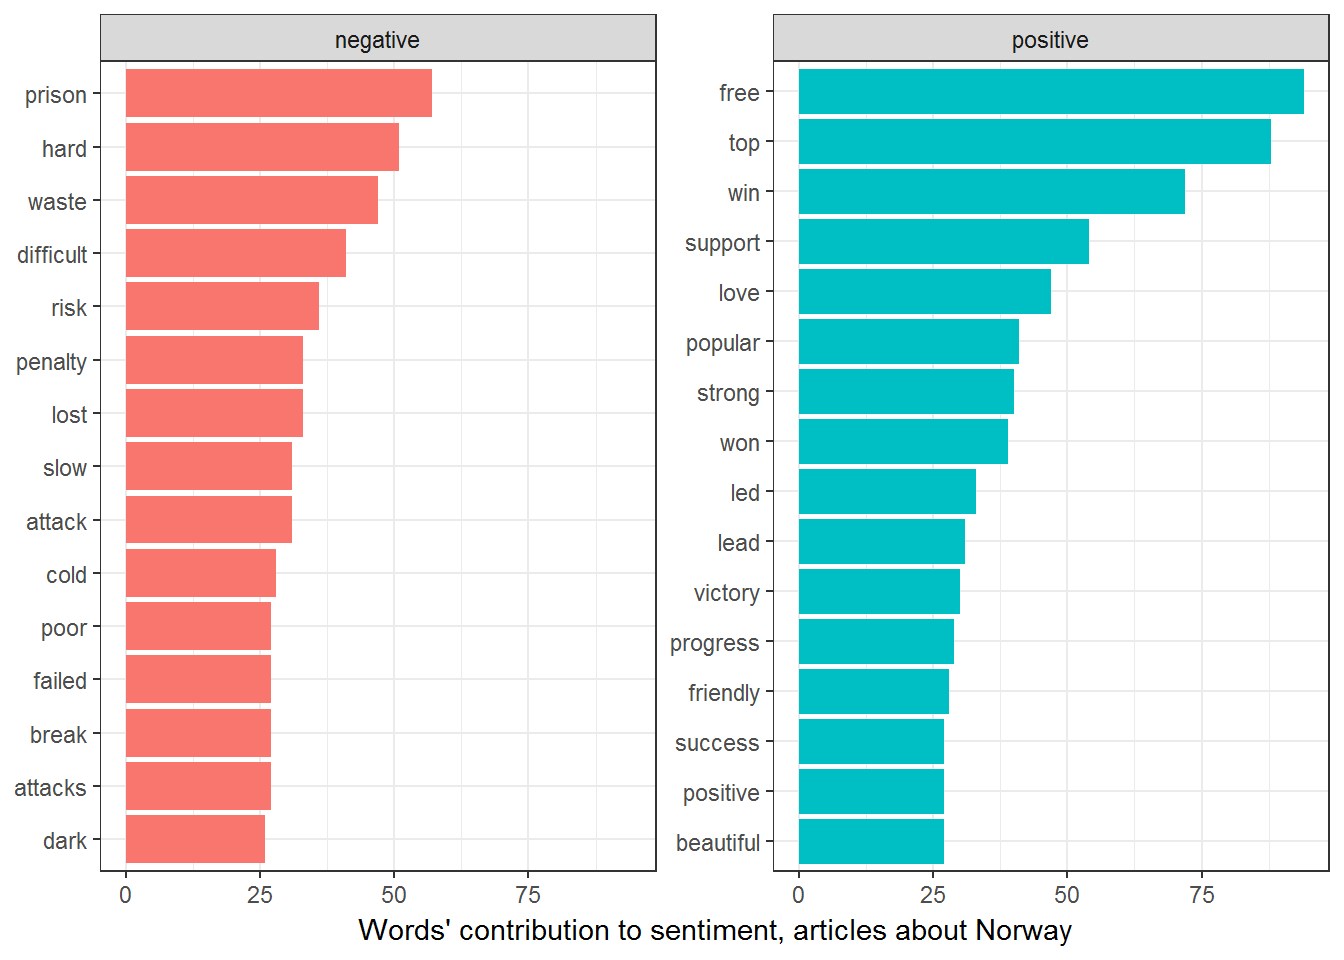 negative
prison
hard
waste
difficult
risk
penalty
lost
slow
attack
cold
poor
failed
break
attacks
dark
0 25 50 75
positive
free
top
win
support
love
popular
strong
won
led
lead
victory
progress
friendly
success
positive
beautiful
0 25 50 75
Words' contribution to sentiment, articles about Norway